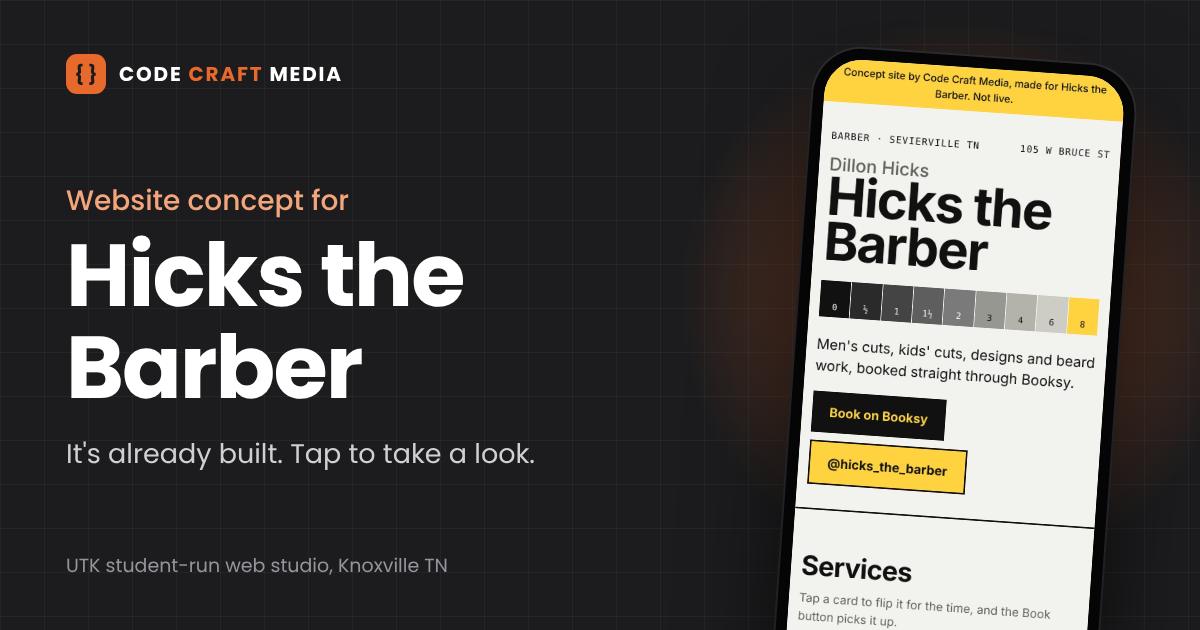 { } CODE CRAFT MEDIA
Website concept for
Hicks the
Barber
It's already built. Tap to take a look.
UTK student-run web studio, Knoxville TN
Concept site by Code Craft Media, made for Hicks the
Barber. Not live.
BARBER · SEVIERVILLE TN 105 W BRUCE ST
Dillon Hicks
Hicks the
Barber
0 ½ 1 1½ 2 3 4 6 8
Men's cuts, kids' cuts, designs and beard
work, booked straight through Booksy.
Book on Booksy
@hicks_the_barber
Services
Tap a card to flip it for the time, and the Book
button picks it up.